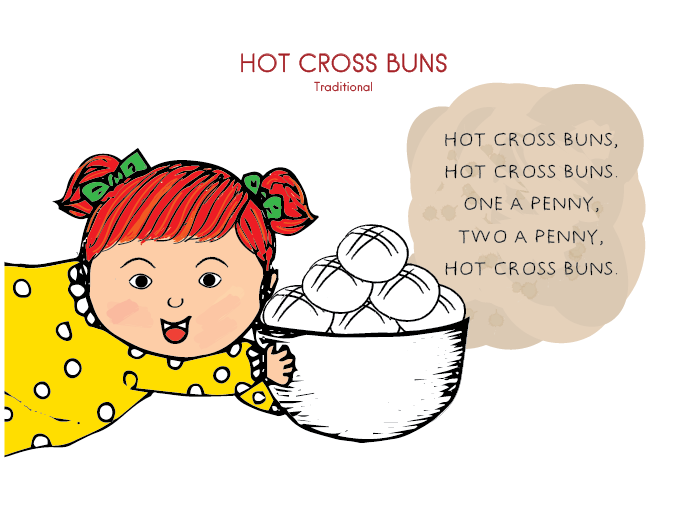 HOT CROSS BUNS
Traditional
HOT CROSS BUNS,
HOT CROSS BUNS.
ONE A PENNY,
TWO A PENNY,
HOT CROSS BUNS.